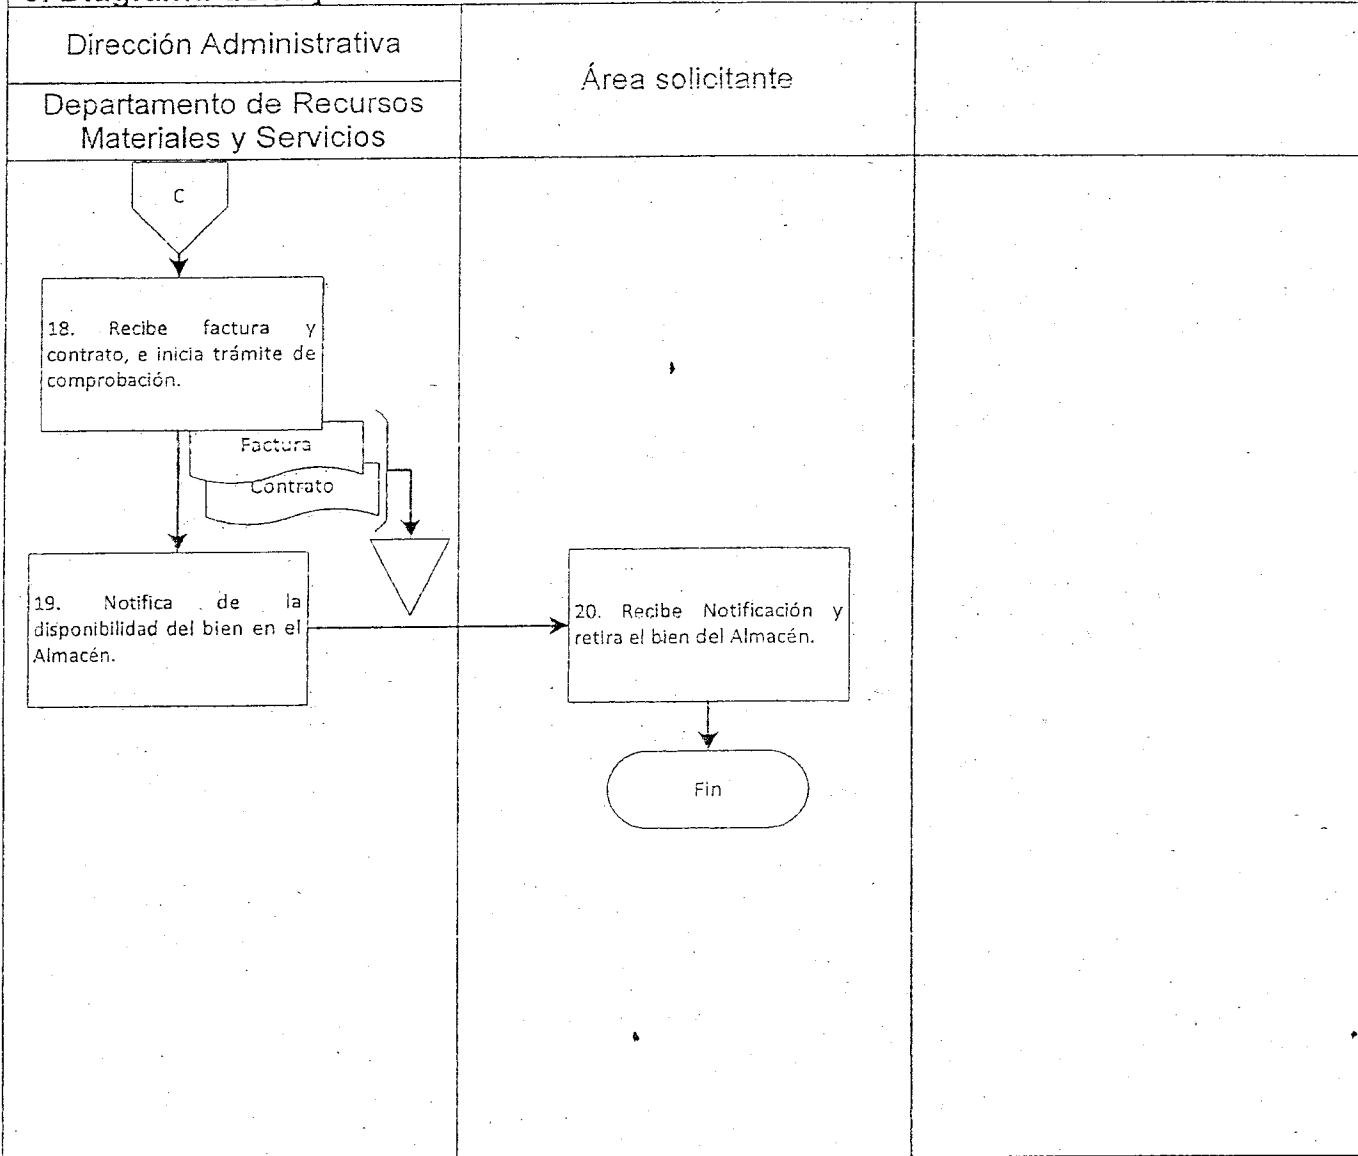 Dirección Administrativa
Departamento de Recursos
Materiales y Servicios
Área solicitante
C
18. Recibe factura y
contrato, e inicia trámite de
comprobación.
Factura
Contrato
19. Notifica de la
disponibilidad del bien en el
Almacén.
20. Recibe Notificación y
retira el bien del Almacén.
Fin